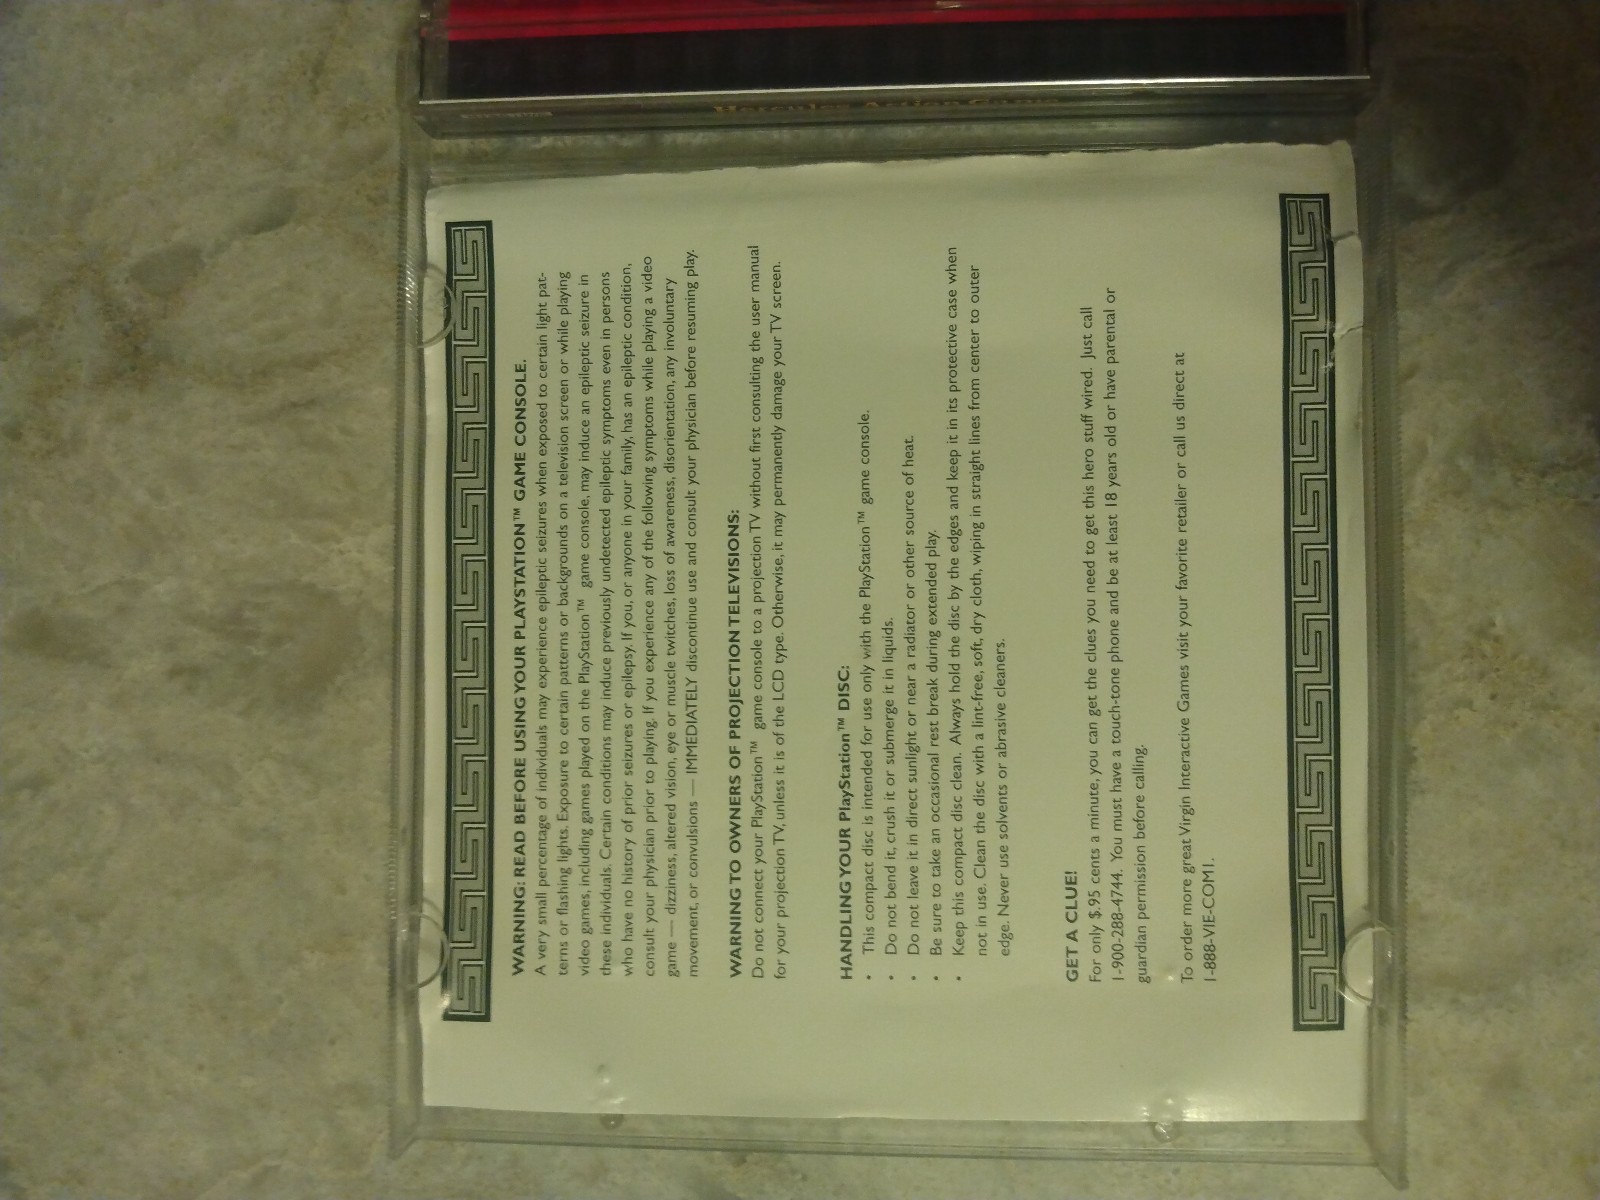 Hercules Action Game
WARNING: READ BEFORE USING YOUR PLAYSTATION™ GAME CONSOLE.
A very small percentage of individuals may experience epileptic seizures when exposed to certain light pat-
terns or flashing lights. Exposure to certain patterns or backgrounds on a television screen or while playing
video games, including games played on the PlayStation™ game console, may induce an epileptic seizure in
these individuals. Certain conditions may induce previously undetected epileptic symptoms even in persons
who have no history of prior seizures or epilepsy. If you, or anyone in your family, has an epileptic condition,
consult your physician prior to playing. If you experience any of the following symptoms while playing a video
game — dizziness, altered vision, eye or muscle twitches, loss of awareness, disorientation, any involuntary
movement, or convulsions — IMMEDIATELY discontinue use and consult your physician before resuming play.
WARNING TO OWNERS OF PROJECTION TELEVISIONS:
Do not connect your PlayStation™ game console to a projection TV without first consulting the user manual
for your projection TV, unless it is of the LCD type. Otherwise, it may permanently damage your TV screen.
HANDLING YOUR PlayStation™ DISC:
• This compact disc is intended for use only with the PlayStation™ game console.
• Do not bend it, crush it or submerge it in liquids.
• Do not leave it in direct sunlight or near a radiator or other source of heat.
• Be sure to take an occasional rest break during extended play.
• Keep this compact disc clean. Always hold the disc by the edges and keep it in its protective case when
not in use. Clean the disc with a lint-free, soft, dry cloth, wiping in straight lines from center to outer
edge. Never use solvents or abrasive cleaners.
GET A CLUE!
For only $.95 cents a minute, you can get the clues you need to get this hero stuff wired. Just call
1-900-288-4744. You must have a touch-tone phone and be at least 18 years old or have parental or
guardian permission before calling.
To order more great Virgin Interactive Games visit your favorite retailer or call us direct at
1-888-VIE-COM1.